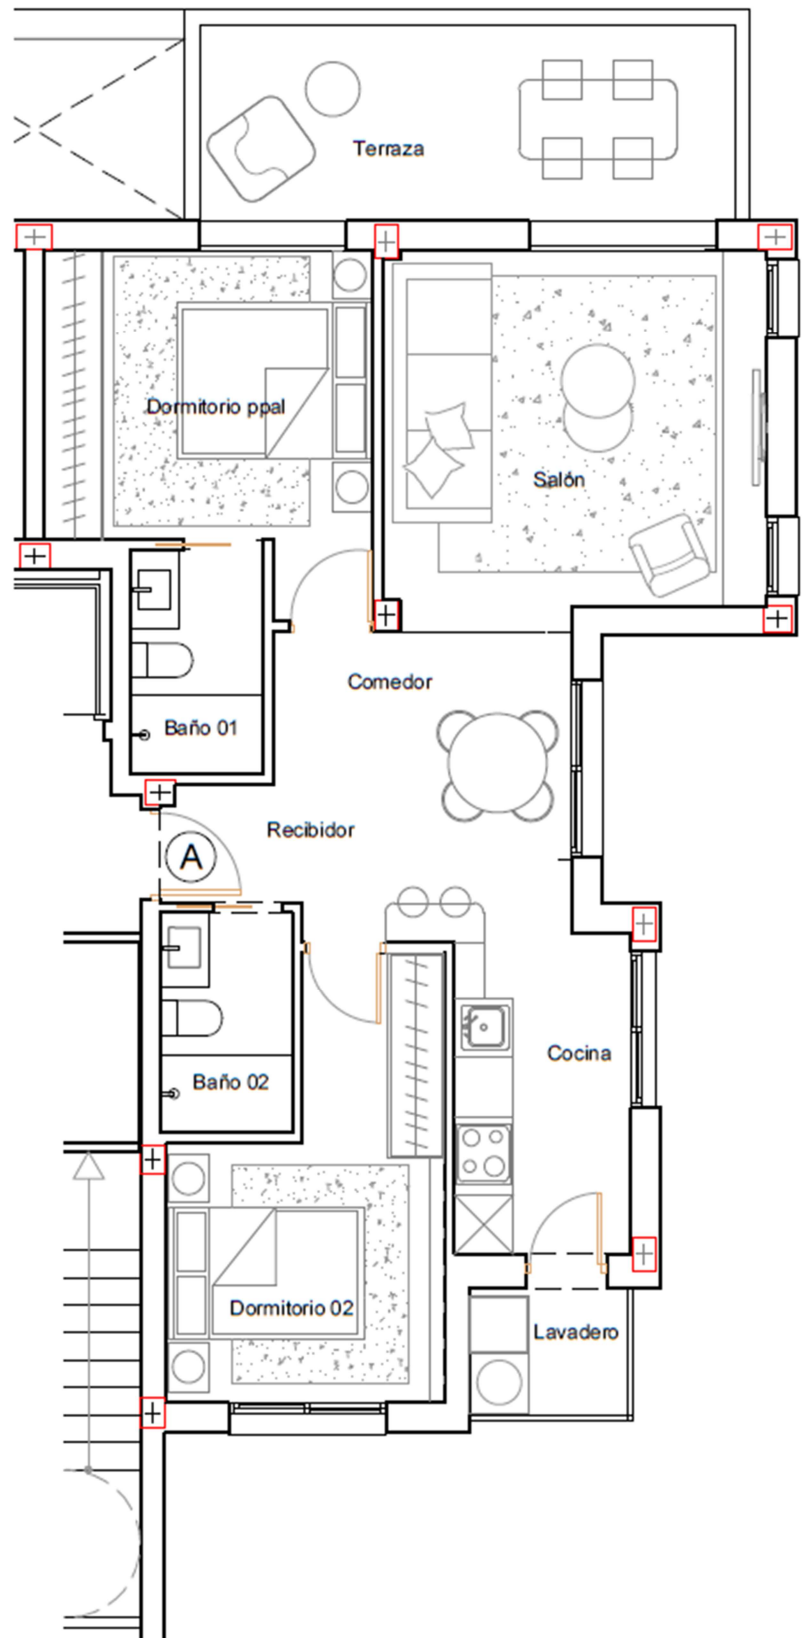 Terraza
Dormitorio ppal
Salón
Comedor
Baño 01
Recibidor
A
Cocina
Baño 02
Dormitorio 02
Lavadero